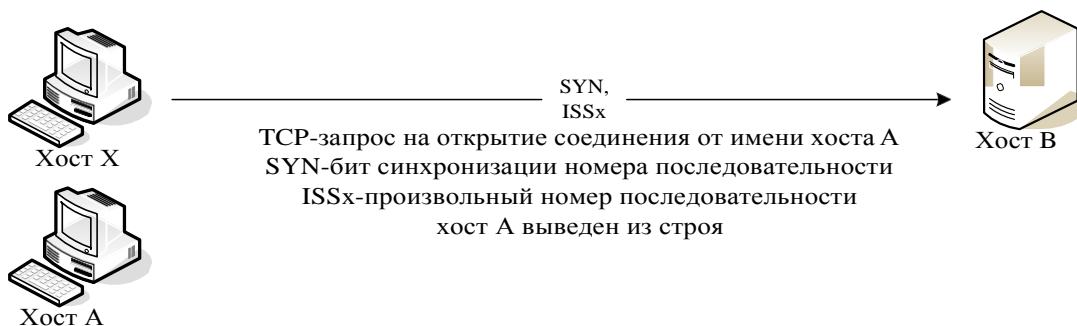 SYN,
ISSx
TCP-запрос на открытие соединения от имени хоста А
SYN-бит синхронизации номера последовательности
ISSx-произвольный номер последовательности
хост А выведен из строя
Хост X
Хост В
Хост А